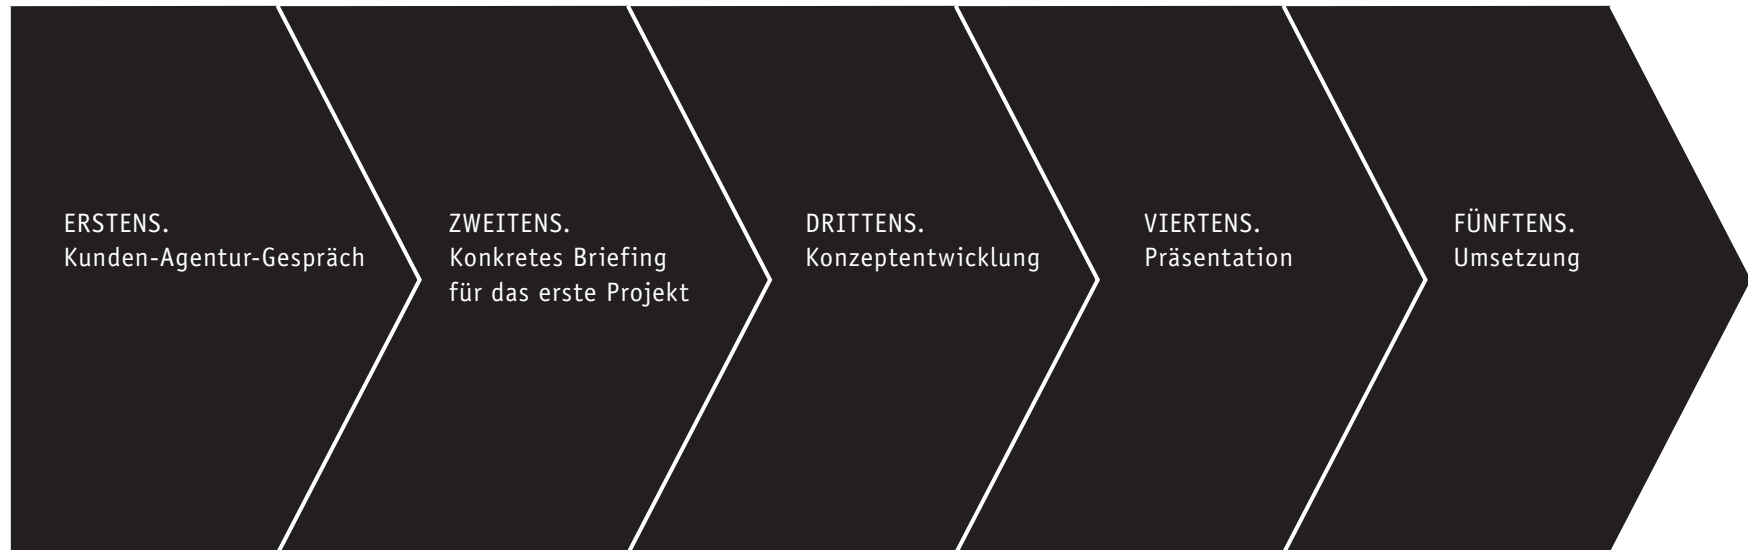 ERSTENS.
Kunden-Agentur-Gespräch
ZWEITENS.
Konkretes Briefing
für das erste Projekt
DRITTENS.
Konzeptentwicklung
VIERTENS.
Präsentation
FÜNFTENS.
Umsetzung